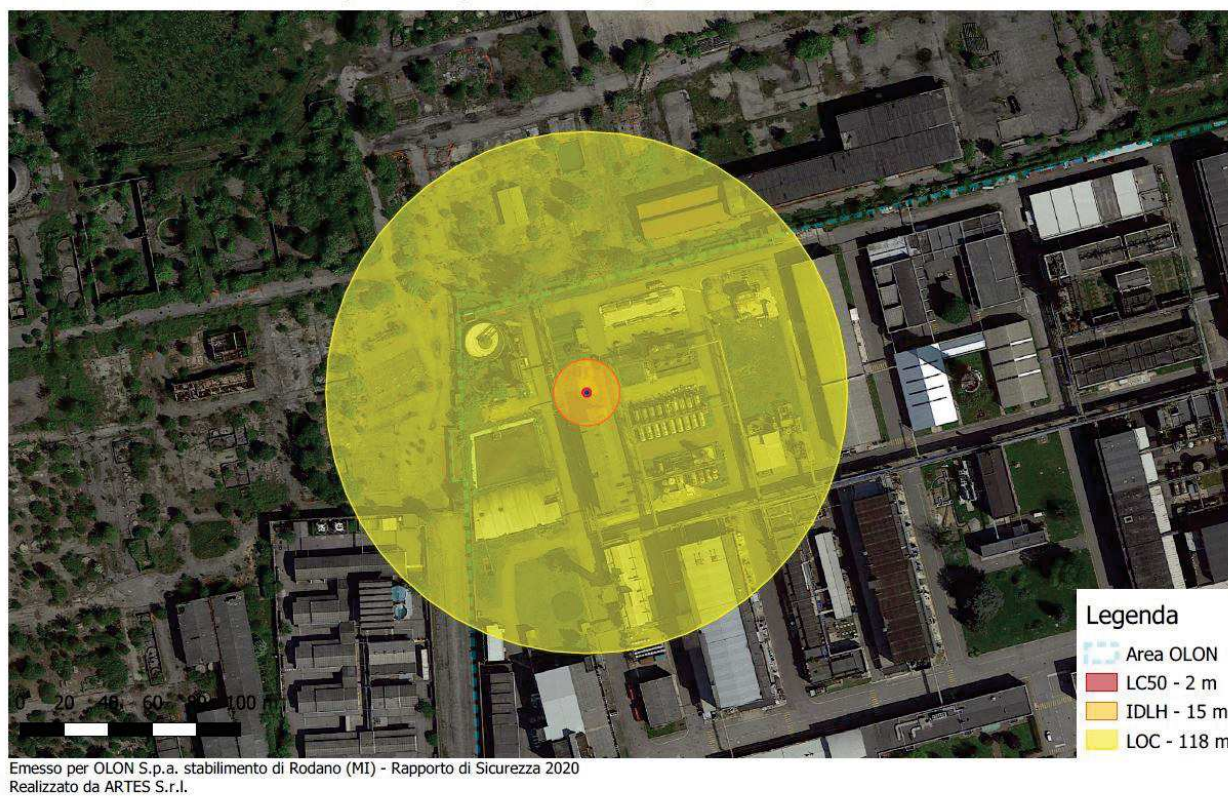 Legenda
Area OLON
LC50 - 2 m
IDLH - 15 m
LOC - 118 m
0 20 40 60 80 100 m
Emesso per OLON S.p.a. stabilimento di Rodano (MI) - Rapporto di Sicurezza 2020
Realizzato da ARTES S.r.l.